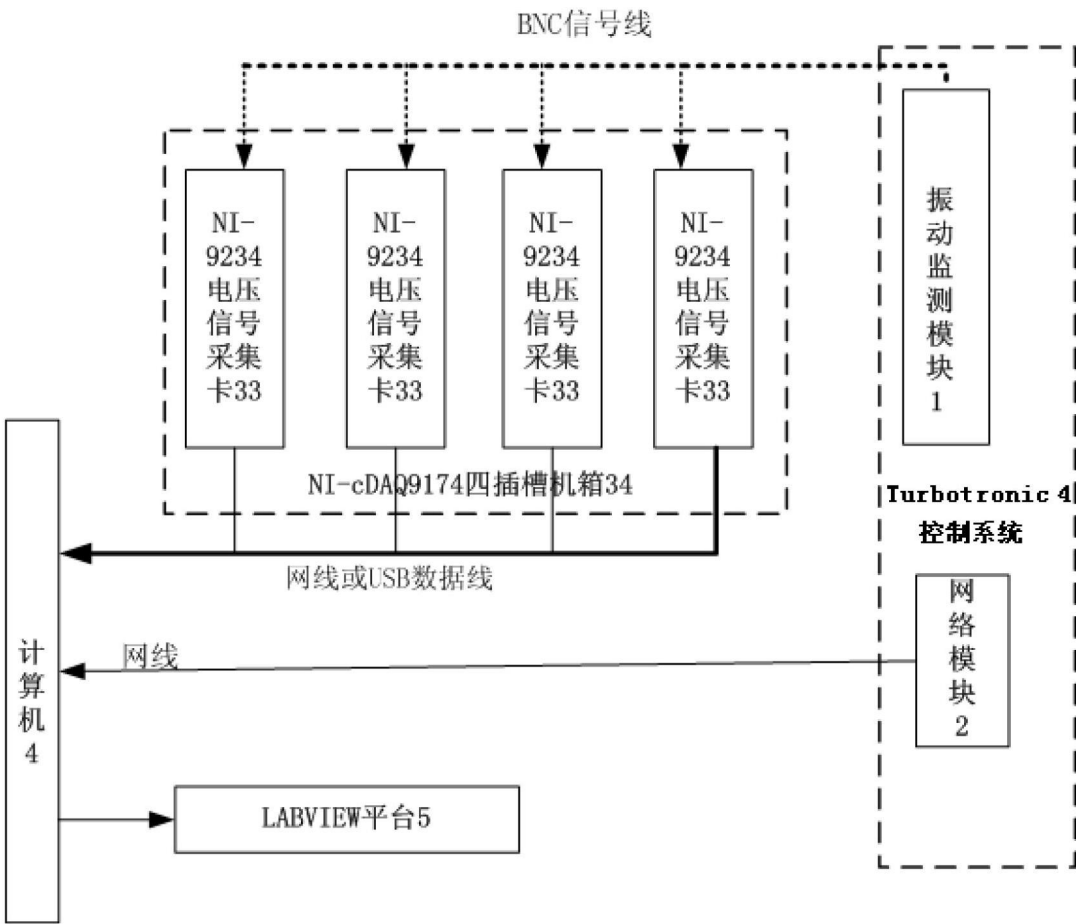 BNC信号线
NI-
9234
电压
信号
采集
卡33
NI-
9234
电压
信号
采集
卡33
NI-
9234
电压
信号
采集
卡33
NI-
9234
电压
信号
采集
卡33
NI-cDAQ9174四插槽机箱34
振
动
监
测
模
块
1
Turbotronic 4
控制系统
网线或USB数据线
网
络
模
块
2
网线
计
算
机
4
LABVIEW平台5